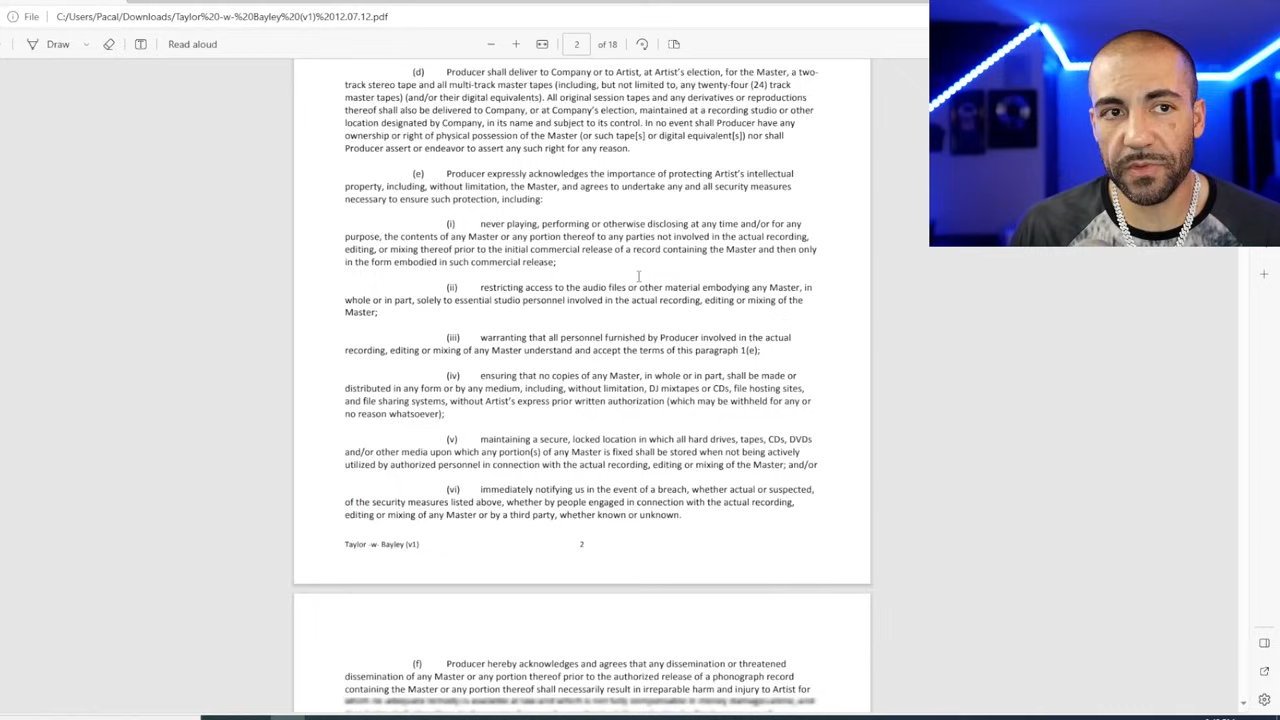 File C:/Users/Pacal/Downloads/Taylor%20-w-%20Bayley%20(v1)%2012.07.12.pdf
Draw 2 of 18
Read aloud
(d) Producer shall deliver to Company or to Artist, at Artist's election, for the Master, a two-
track stereo tape and all multi-track master tapes (including, but not limited to, any twenty-four (24) track
master tapes) (and/or their digital equivalents). All original session tapes and any derivatives or reproductions
thereof shall also be delivered to Company, or at Company's election, maintained at a recording studio or other
location designated by Company, in its name and subject to its control. In no event shall Producer have any
ownership or right of physical possession of the Master (or such tape[s] or digital equivalent[s]) nor shall
Producer assert or endeavor to assert any such right for any reason.
(e) Producer expressly acknowledges the importance of protecting Artist's intellectual
property, including, without limitation, the Master, and agrees to undertake any and all security measures
necessary to ensure such protection, including:
(i) never playing, performing or otherwise disclosing at any time and/or for any
purpose, the contents of any Master or any portion thereof to any parties not involved in the actual recording,
editing, or mixing thereof prior to the initial commercial release of a record containing the Master and then only
in the form embodied in such commercial release;
(ii) restricting access to the audio files or other material embodying any Master, in
whole or in part, solely to essential studio personnel involved in the actual recording, editing or mixing of the
Master;
(iii) warranting that all personnel furnished by Producer involved in the actual
recording, editing or mixing of any Master understand and accept the terms of this paragraph 1(e);
(iv) ensuring that no copies of any Master, in whole or in part, shall be made or
distributed in any form or by any medium, including, without limitation, DJ mixtapes or CDs, file hosting sites,
and file sharing systems, without Artist's express prior written authorization (which may be withheld for any or
no reason whatsoever);
(v) maintaining a secure, locked location in which all hard drives, tapes, CDs, DVDs
and/or other media upon which any portion(s) of any Master is fixed shall be stored when not being actively
utilized by authorized personnel in connection with the actual recording, editing or mixing of the Master; and/or
(vi) immediately notifying us in the event of a breach, whether actual or suspected,
of the security measures listed above, whether by people engaged in connection with the actual recording,
editing or mixing of any Master or by a third party, whether known or unknown.
Taylor -w- Bayley (v1) 2
(f) Producer hereby acknowledges and agrees that any dissemination or threatened
dissemination of any Master or any portion thereof prior to the authorized release of a phonograph record
containing the Master or any portion thereof shall necessarily result in irreparable harm and injury to Artist for